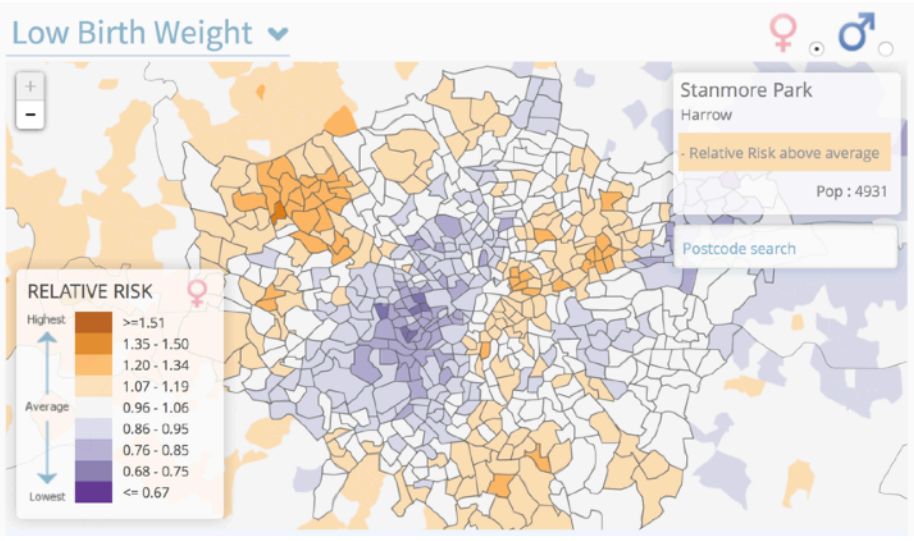 Low Birth Weight
+
-
Stanmore Park
Harrow
- Relative Risk above average
Pop : 4931
Postcode search
RELATIVE RISK
Highest
Average
Lowest
>=1.51
1.35 - 1.50
1.20 - 1.34
1.07 - 1.19
0.96 - 1.06
0.86 - 0.95
0.76 - 0.85
0.68 - 0.75
<= 0.67